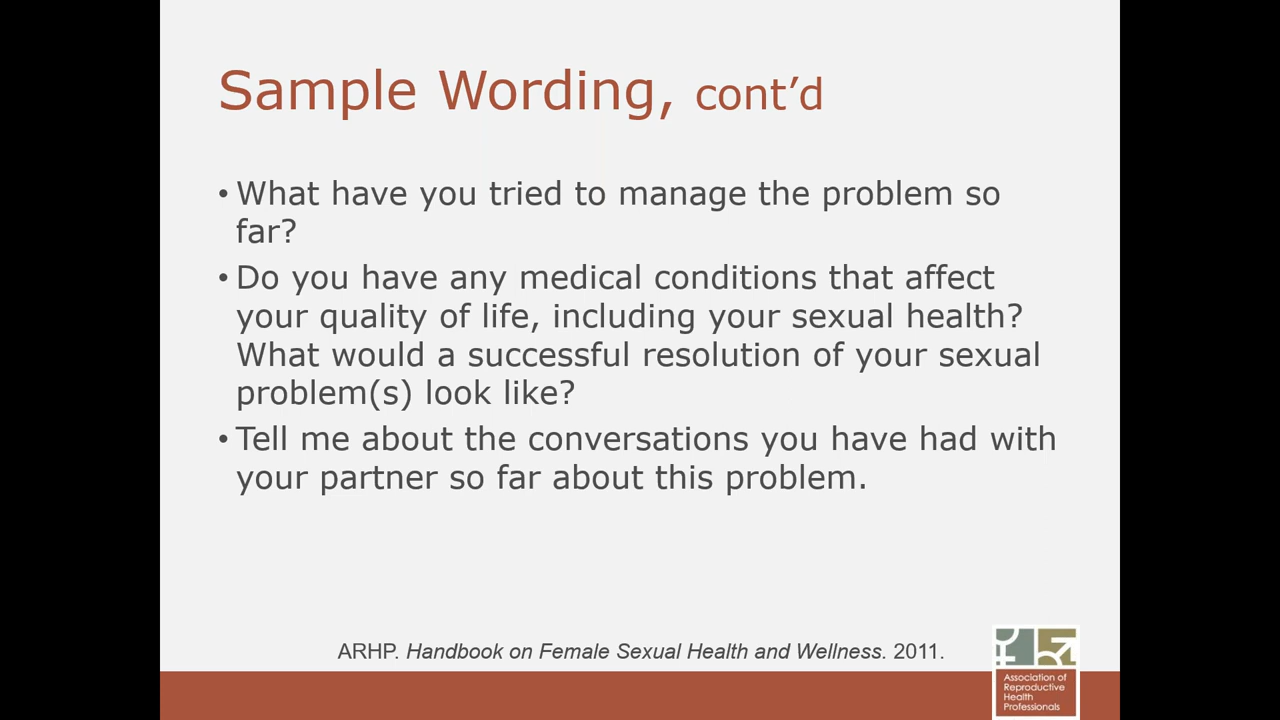 Sample Wording, cont’d
• What have you tried to manage the problem so
far?
• Do you have any medical conditions that affect
your quality of life, including your sexual health?
What would a successful resolution of your sexual
problem(s) look like?
• Tell me about the conversations you have had with
your partner so far about this problem.
ARHP. Handbook on Female Sexual Health and Wellness. 2011.
Association of
Reproductive
Health
Professionals